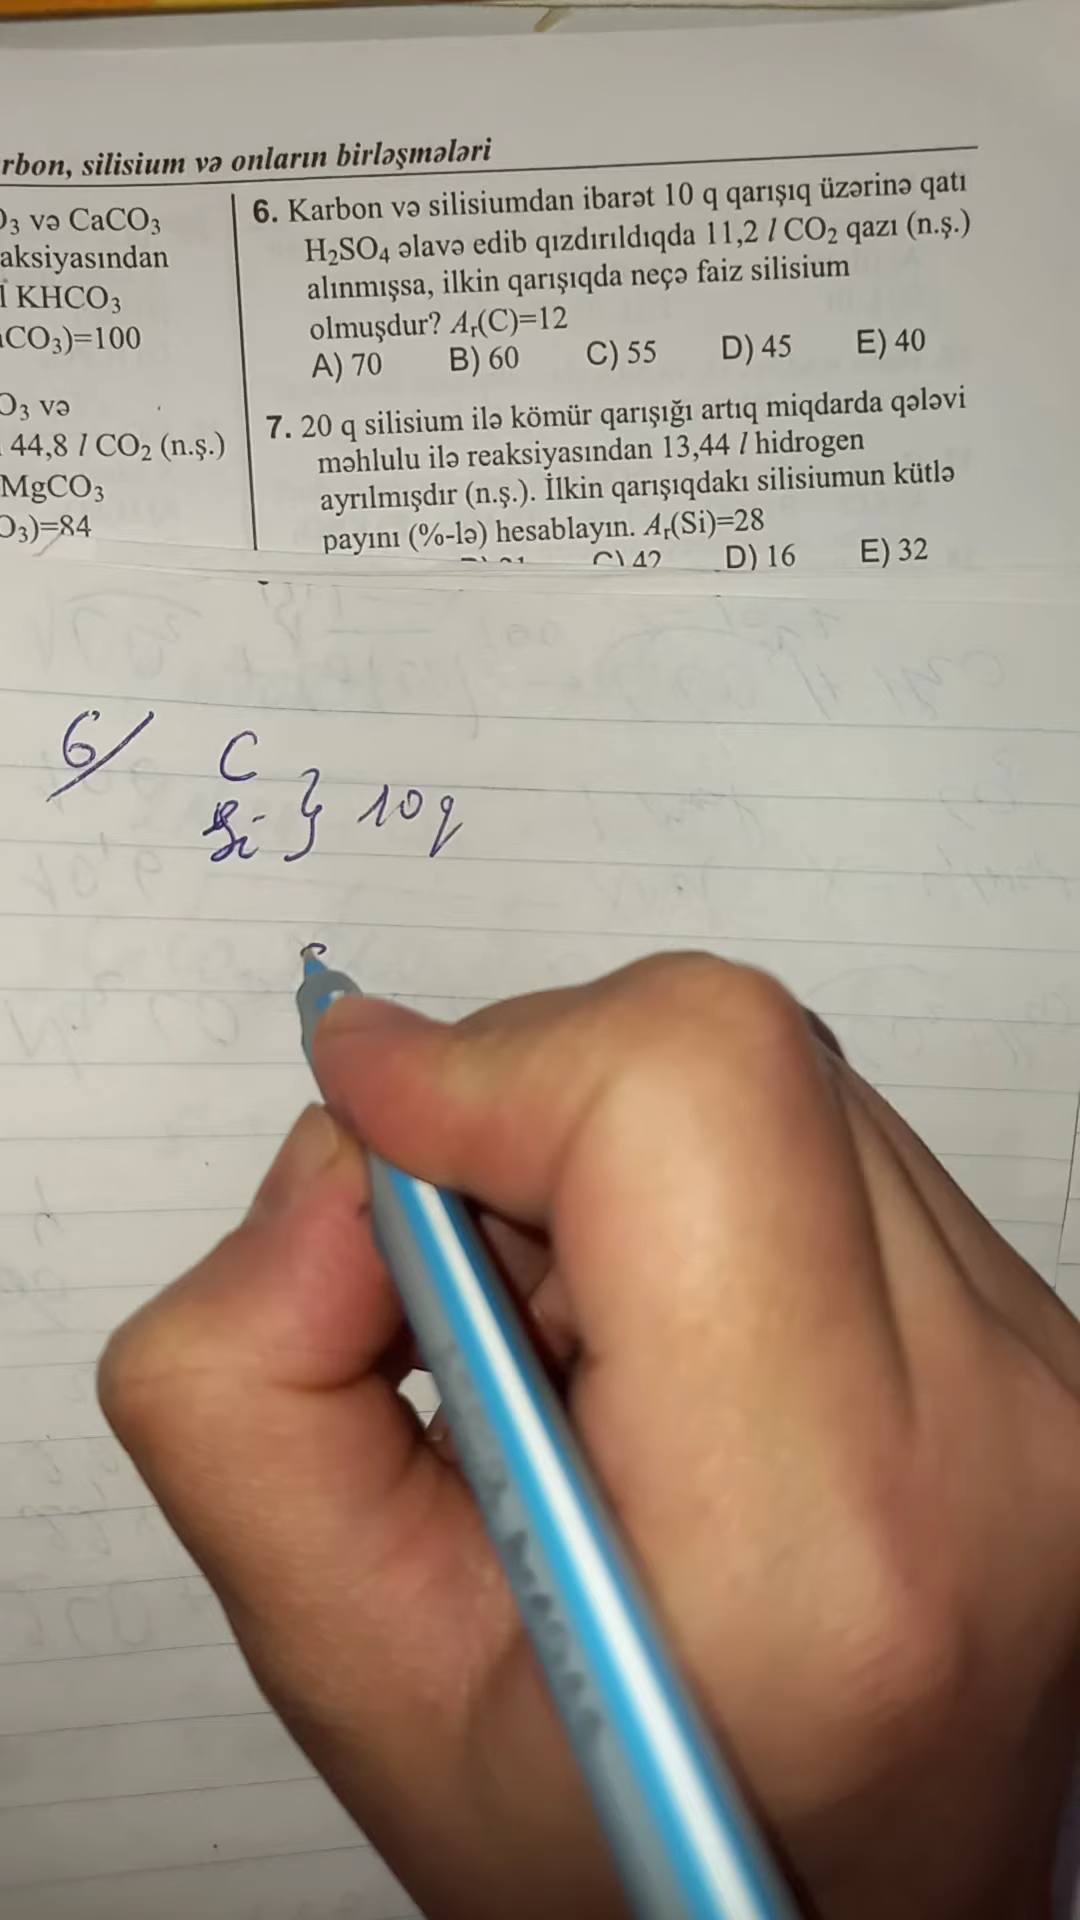 rbon, silisium və onların birləşmələri
O₃ və CaCO₃
aksiyasından
KHCO₃
CO₃)=100
O₃ və
44,8 l CO₂ (n.ş.)
MgCO₃
O₃)=84
6. Karbon və silisiumdan ibarət 10 q qarışıq üzərinə qatı
H₂SO₄ əlavə edib qızdırıldıqda 11,2 l CO₂ qazı (n.ş.)
alınmışsa, ilkin qarışıqda neçə faiz silisium
olmuşdur? Aᵣ(C)=12
A) 70 B) 60 C) 55 D) 45 E) 40
7. 20 q silisium ilə kömür qarışığı artıq miqdarda qələvi
məhlulu ilə reaksiyasından 13,44 l hidrogen
ayrılmışdır (n.ş.). İlkin qarışıqdakı silisiumun kütlə
payını (%-lə) hesablayın. Aᵣ(Si)=28
C) 42 D) 16 E) 32
6/ C
Si } 10q